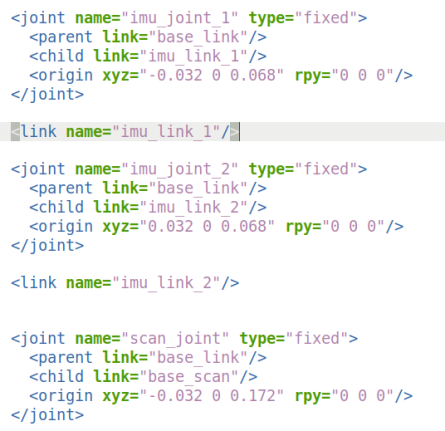 <joint name="imu_joint_1" type="fixed">
<parent link="base_link"/>
<child link="imu_link_1"/>
<origin xyz="-0.032 0 0.068" rpy="0 0 0"/>
</joint>
<link name="imu_link_1"/>
<joint name="imu_joint_2" type="fixed">
<parent link="base_link"/>
<child link="imu_link_2"/>
<origin xyz="0.032 0 0.068" rpy="0 0 0"/>
</joint>
<link name="imu_link_2"/>
<joint name="scan_joint" type="fixed">
<parent link="base_link"/>
<child link="base_scan"/>
<origin xyz="-0.032 0 0.172" rpy="0 0 0"/>
</joint>